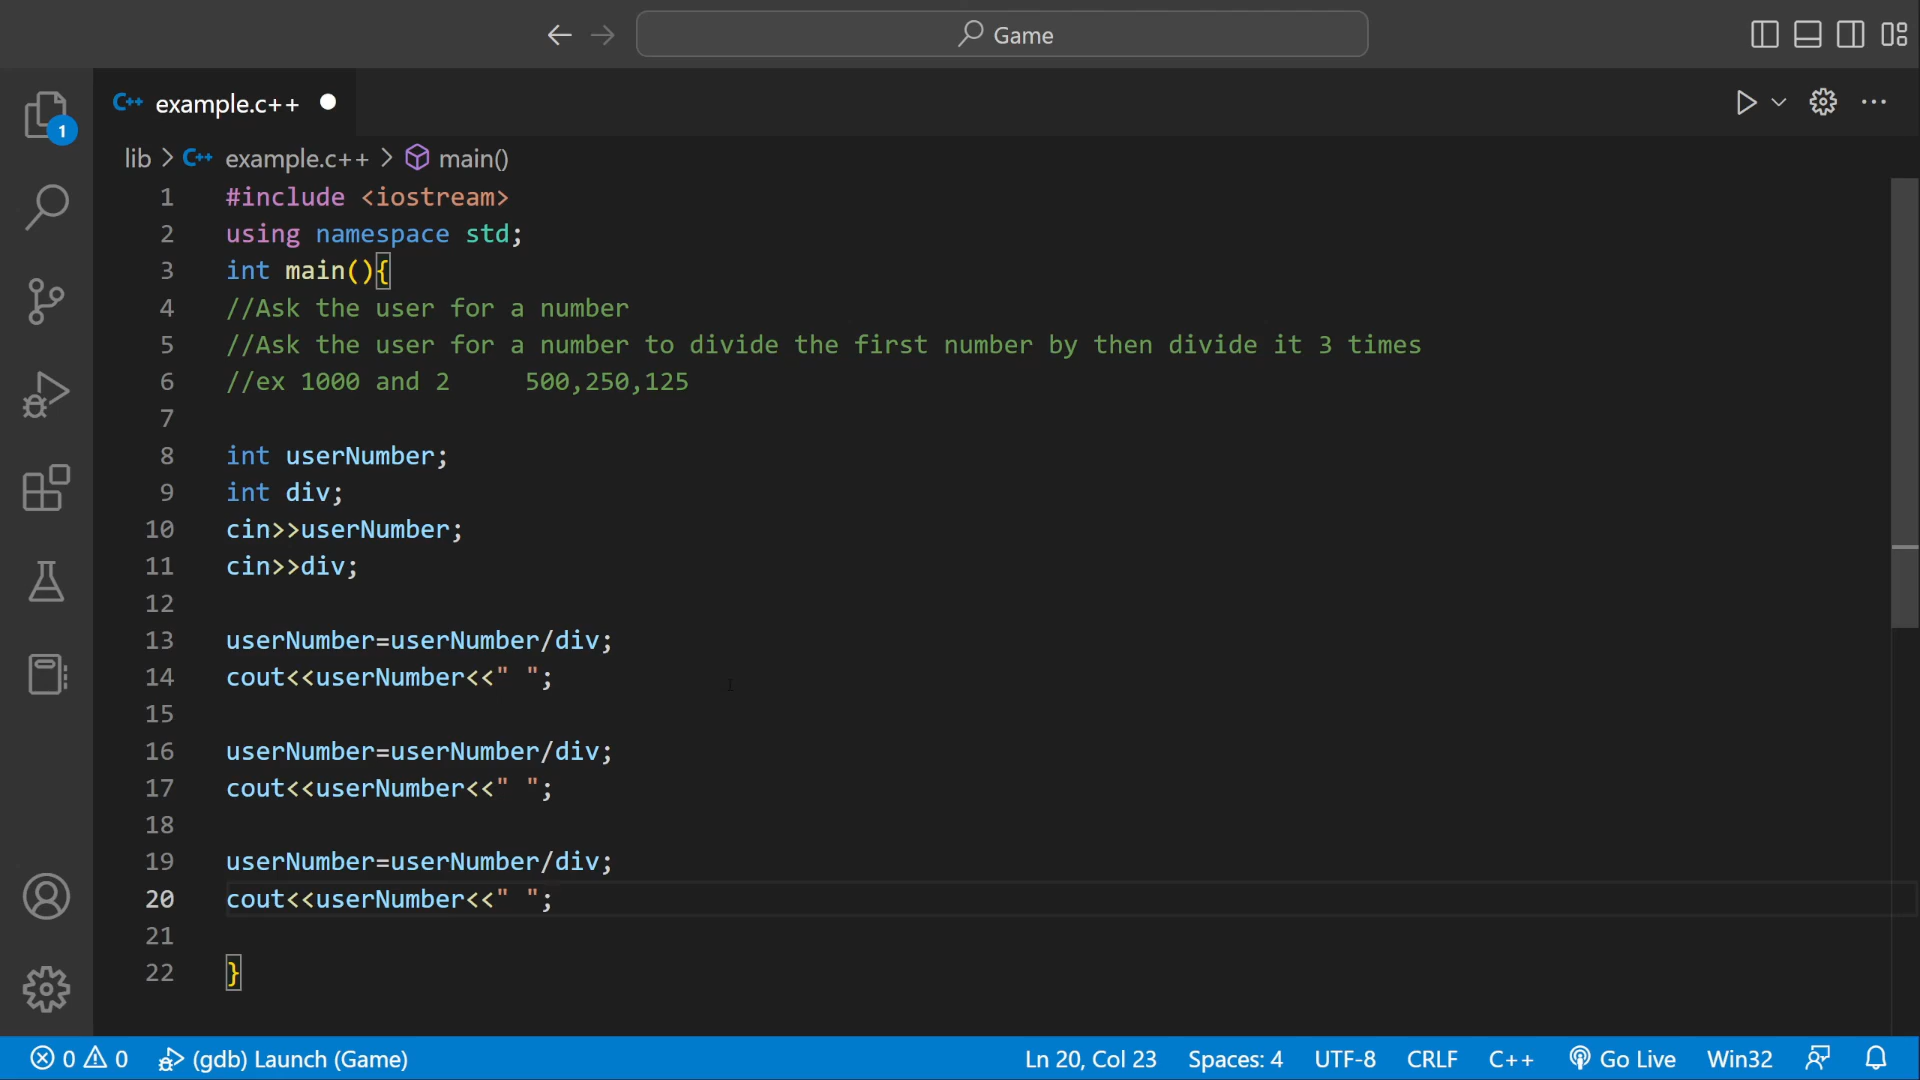 Game
C++ example.c++
1
lib > C++ example.c++ > main()
1 #include <iostream>
2 using namespace std;
3 int main(){
4 //Ask the user for a number
5 //Ask the user for a number to divide the first number by then divide it 3 times
6 //ex 1000 and 2     500,250,125
7
8 int userNumber;
9 int div;
10 cin>>userNumber;
11 cin>>div;
12
13 userNumber=userNumber/div;
14 cout<<userNumber<<" ";
15
16 userNumber=userNumber/div;
17 cout<<userNumber<<" ";
18
19 userNumber=userNumber/div;
20 cout<<userNumber<<" ";
21
22 }
0 0 (gdb) Launch (Game) Ln 20, Col 23 Spaces: 4 UTF-8 CRLF C++ Go Live Win32